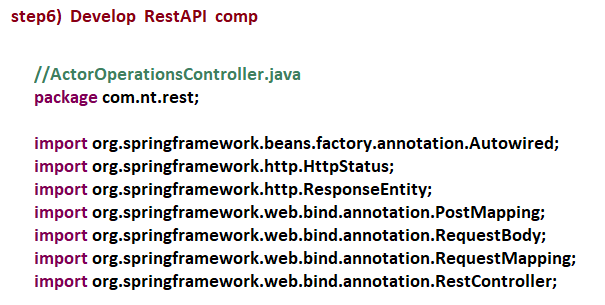 step6) Develop RestAPI comp
//ActorOperationsController.java
package com.nt.rest;
import org.springframework.beans.factory.annotation.Autowired;
import org.springframework.http.HttpStatus;
import org.springframework.http.ResponseEntity;
import org.springframework.web.bind.annotation.PostMapping;
import org.springframework.web.bind.annotation.RequestBody;
import org.springframework.web.bind.annotation.RequestMapping;
import org.springframework.web.bind.annotation.RestController;